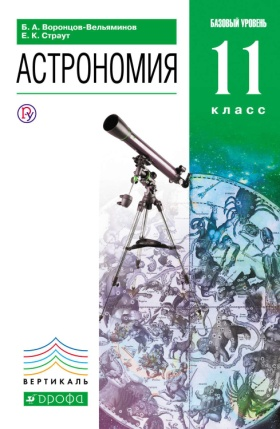 Б. А. Воронцов-Вельяминов
Е. К. Страут
АСТРОНОМИЯ
БАЗОВЫЙ УРОВЕНЬ
11
класс
ВЕРТИКАЛЬ
дрофа